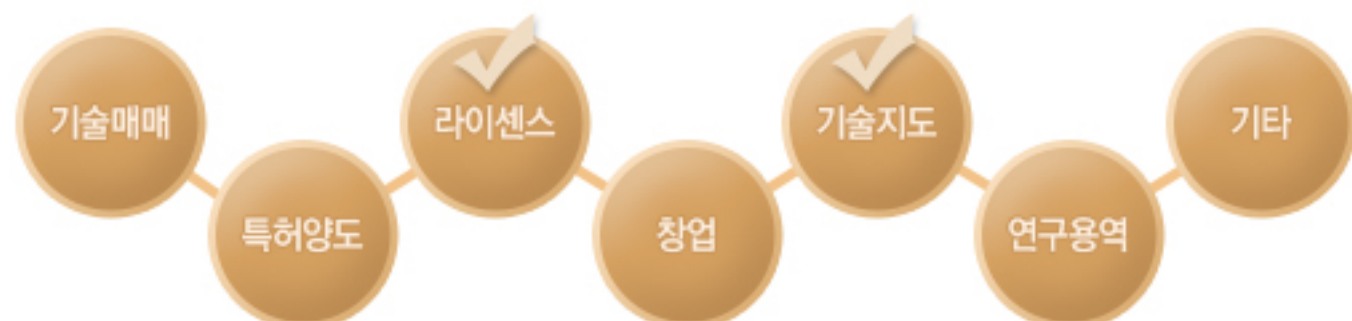 기술매매
특허양도
라이센스
창업
기술지도
연구용역
기타